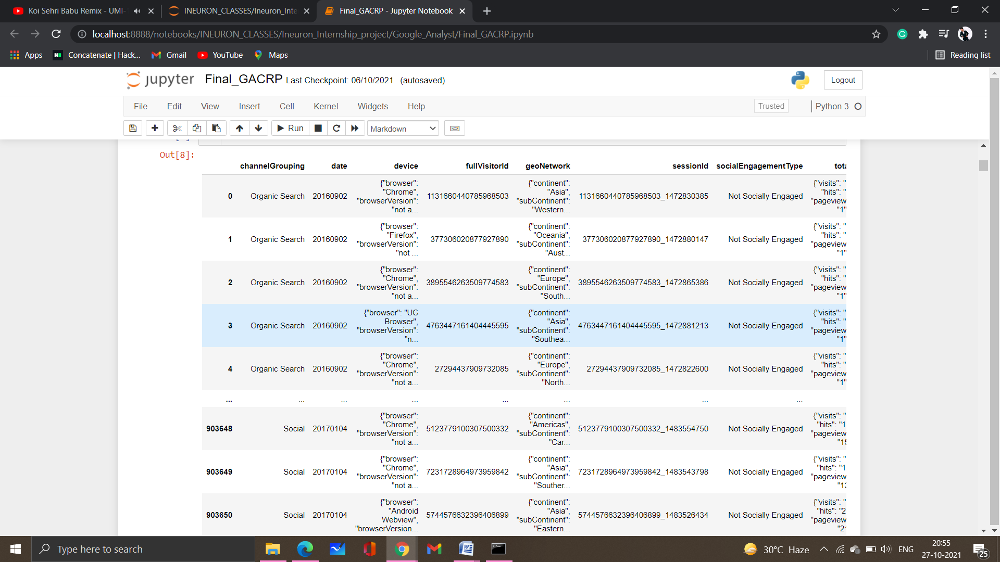 Koi Sehri Babu Remix - UMI-
INEURON_CLASSES/Ineuron_Inte
Final_GACRP - Jupyter Notebook
localhost:8888/notebooks/INEURON_CLASSES/Ineuron_Internship_project/Google_Analyst/Final_GACRP.ipynb
Apps
Concatenate | Hack...
Gmail
YouTube
Maps
Reading list
jupyter Final_GACRP Last Checkpoint: 06/10/2021 (autosaved)
Logout
File Edit View Insert Cell Kernel Widgets Help
Trusted
Python 3
Run
Markdown
Out[8]:
channelGrouping date device fullVisitorId geoNetwork sessionId socialEngagementType tota
0 Organic Search 20160902 {"browser": "Chrome", "browserVersion": "not a... 1131660440785968503 {"continent": "Asia", "subContinent": "Western... 1131660440785968503_1472830385 Not Socially Engaged {"visits": " "hits": " "pageview "1"
1 Organic Search 20160902 {"browser": "Firefox", "browserVersion": "not ... 377306020877927890 {"continent": "Oceania", "subContinent": "Aust... 377306020877927890_1472880147 Not Socially Engaged {"visits": " "hits": " "pageview "1"
2 Organic Search 20160902 {"browser": "Chrome", "browserVersion": "not a... 3895546263509774583 {"continent": "Europe", "subContinent": "South... 3895546263509774583_1472865386 Not Socially Engaged {"visits": " "hits": " "pageview "1"
3 Organic Search 20160902 {"browser": "UC Browser", "browserVersion": "n... 4763447161404445595 {"continent": "Asia", "subContinent": "Southea... 4763447161404445595_1472881213 Not Socially Engaged {"visits": " "hits": " "pageview "1"
4 Organic Search 20160902 {"browser": "Chrome", "browserVersion": "not a... 27294437909732085 {"continent": "Europe", "subContinent": "North... 27294437909732085_1472822600 Not Socially Engaged {"visits": " "hits": " "pageview "1"
... ... ... ... ... ... ... ...
903648 Social 20170104 {"browser": "Chrome", "browserVersion": "not a... 5123779100307500332 {"continent": "Americas", "subContinent": "Car... 5123779100307500332_1483554750 Not Socially Engaged {"visits": " "hits": "1 "pageview "15
903649 Social 20170104 {"browser": "Chrome", "browserVersion": "not a... 7231728964973959842 {"continent": "Asia", "subContinent": "Souther... 7231728964973959842_1483543798 Not Socially Engaged {"visits": " "hits": "1 "pageview "13
903650 Social 20170104 {"browser": "Android Webview", "browserVersion... 5744576632396406899 {"continent": "Asia", "subContinent": "Eastern... 5744576632396406899_1483526434 Not Socially Engaged {"visits": " "hits": "2 "pageview "21
Type here to search
30°C Haze
ENG
20:55
27-10-2021
25